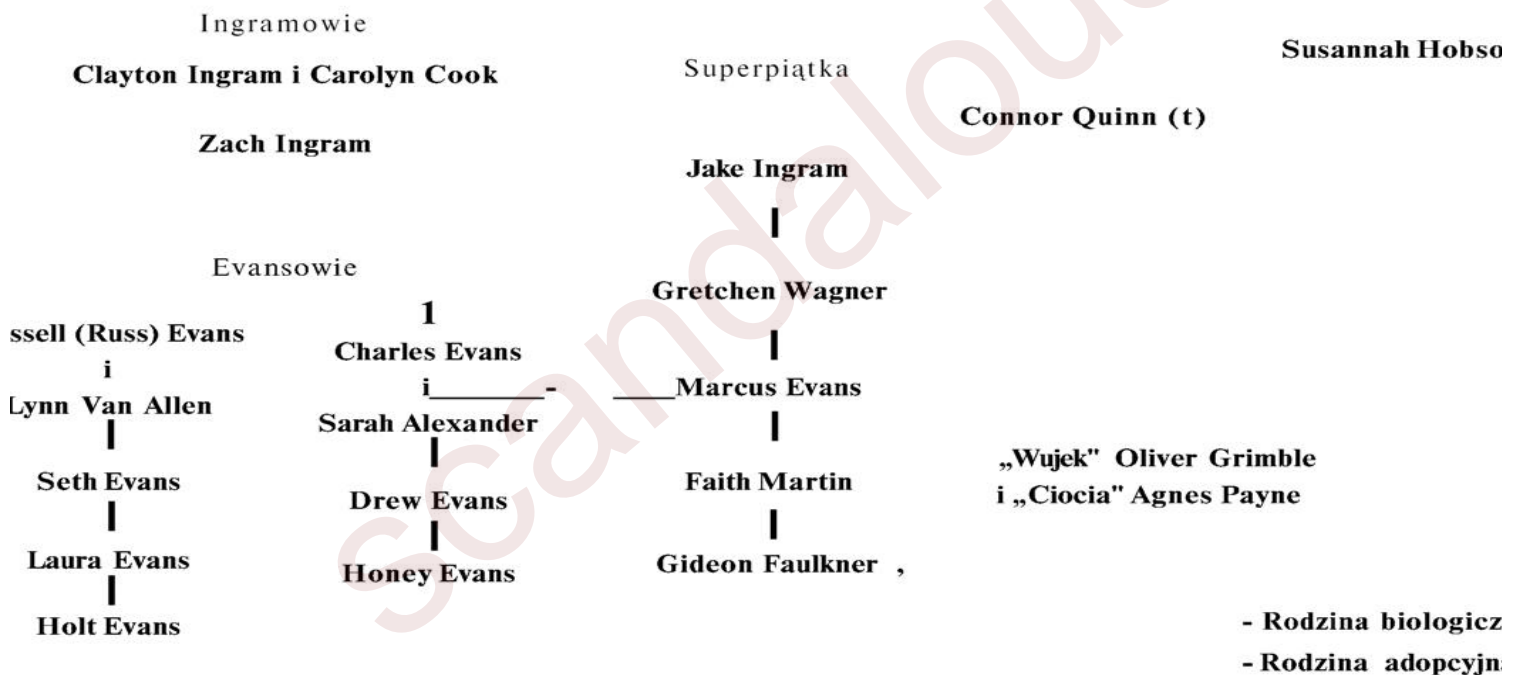 Ingramowie
Clayton Ingram i Carolyn Cook
Zach Ingram
Evansowie
ssell (Russ) Evans
i
Lynn Van Allen
Seth Evans
Laura Evans
Holt Evans
1
Charles Evans
i________-
Sarah Alexander
Drew Evans
Honey Evans
Superpiątka
Jake Ingram
Gretchen Wagner
____Marcus Evans
Faith Martin
Gideon Faulkner ,
Susannah Hobso
Connor Quinn (t)
„Wujek" Oliver Grimble
i „Ciocia" Agnes Payne
- Rodzina biologicz
- Rodzina adopcyjn
scandalou